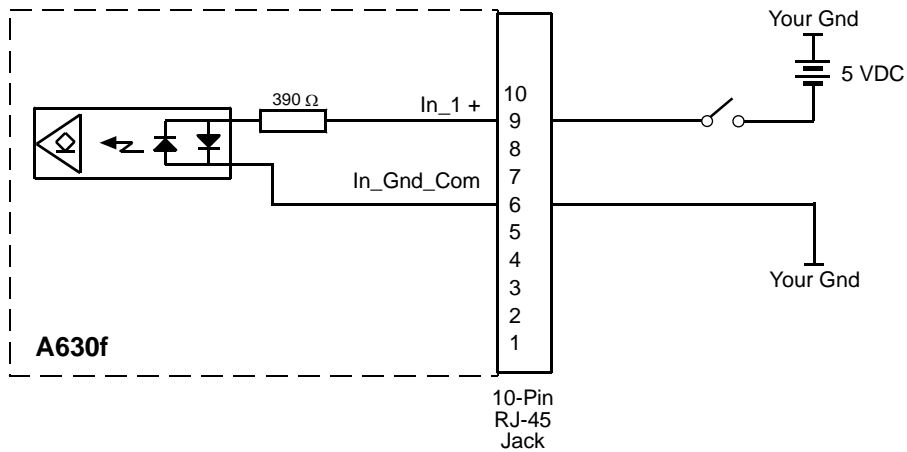 Your Gnd
5 VDC
390 Ω
In_1 +
In_Gnd_Com
10
9
8
7
6
5
4
3
2
1
Your Gnd
A630f
10-Pin
RJ-45
Jack